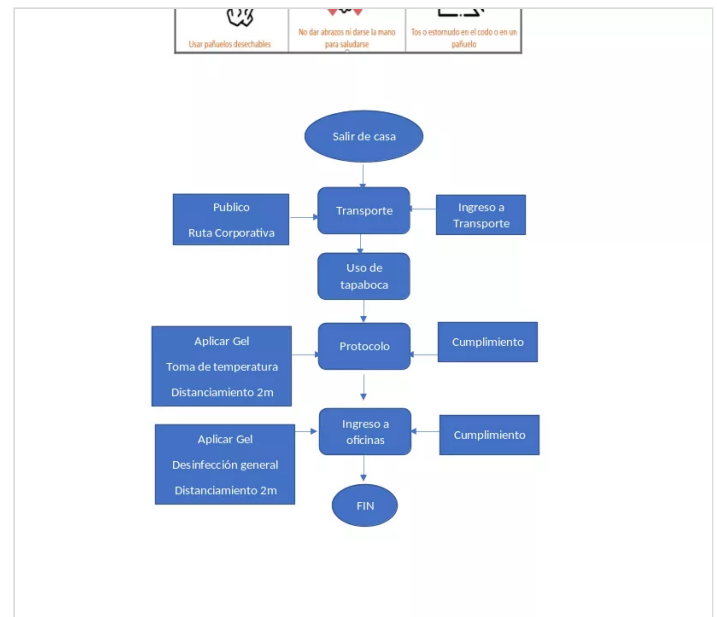 Usar pañuelos desechables
No dar abrazos ni darse la mano
para saludarse
Tos o estornudo en el codo o en un
pañuelo
Salir de casa
Publico
Ruta Corporativa
Transporte
Ingreso a
Transporte
Uso de
tapaboca
Aplicar Gel
Toma de temperatura
Distanciamiento 2m
Protocolo
Cumplimiento
Aplicar Gel
Desinfección general
Distanciamiento 2m
Ingreso a
oficinas
Cumplimiento
FIN